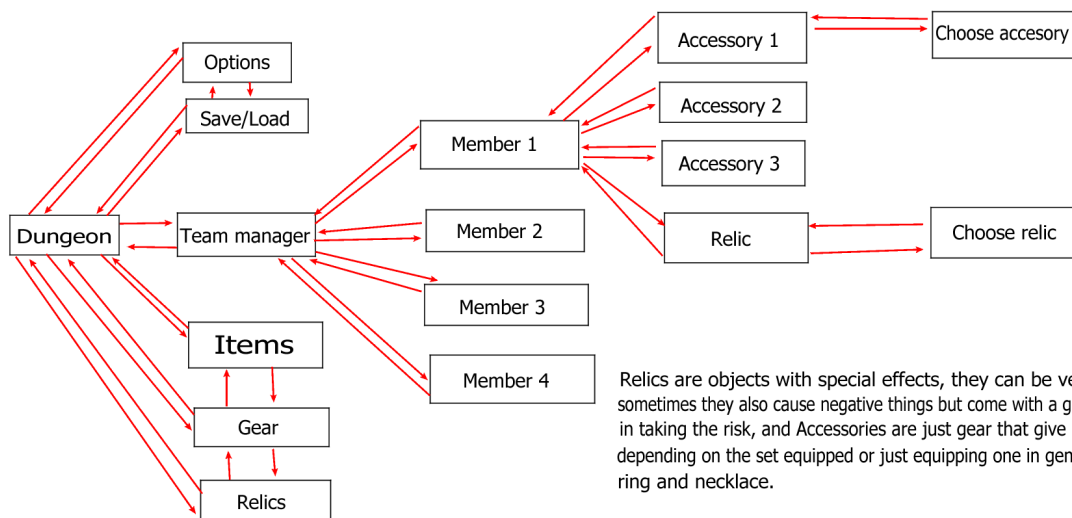 Options
Save/Load
Dungeon
Team manager
Items
Gear
Relics
Member 1
Member 2
Member 3
Member 4
Accessory 1
Accessory 2
Accessory 3
Relic
Choose accesory
Choose relic
Relics are objects with special effects, they can be
sometimes they also cause negative things but come with a
in taking the risk, and Accessories are just gear that give
depending on the set equipped or just equipping one in
ring and necklace.